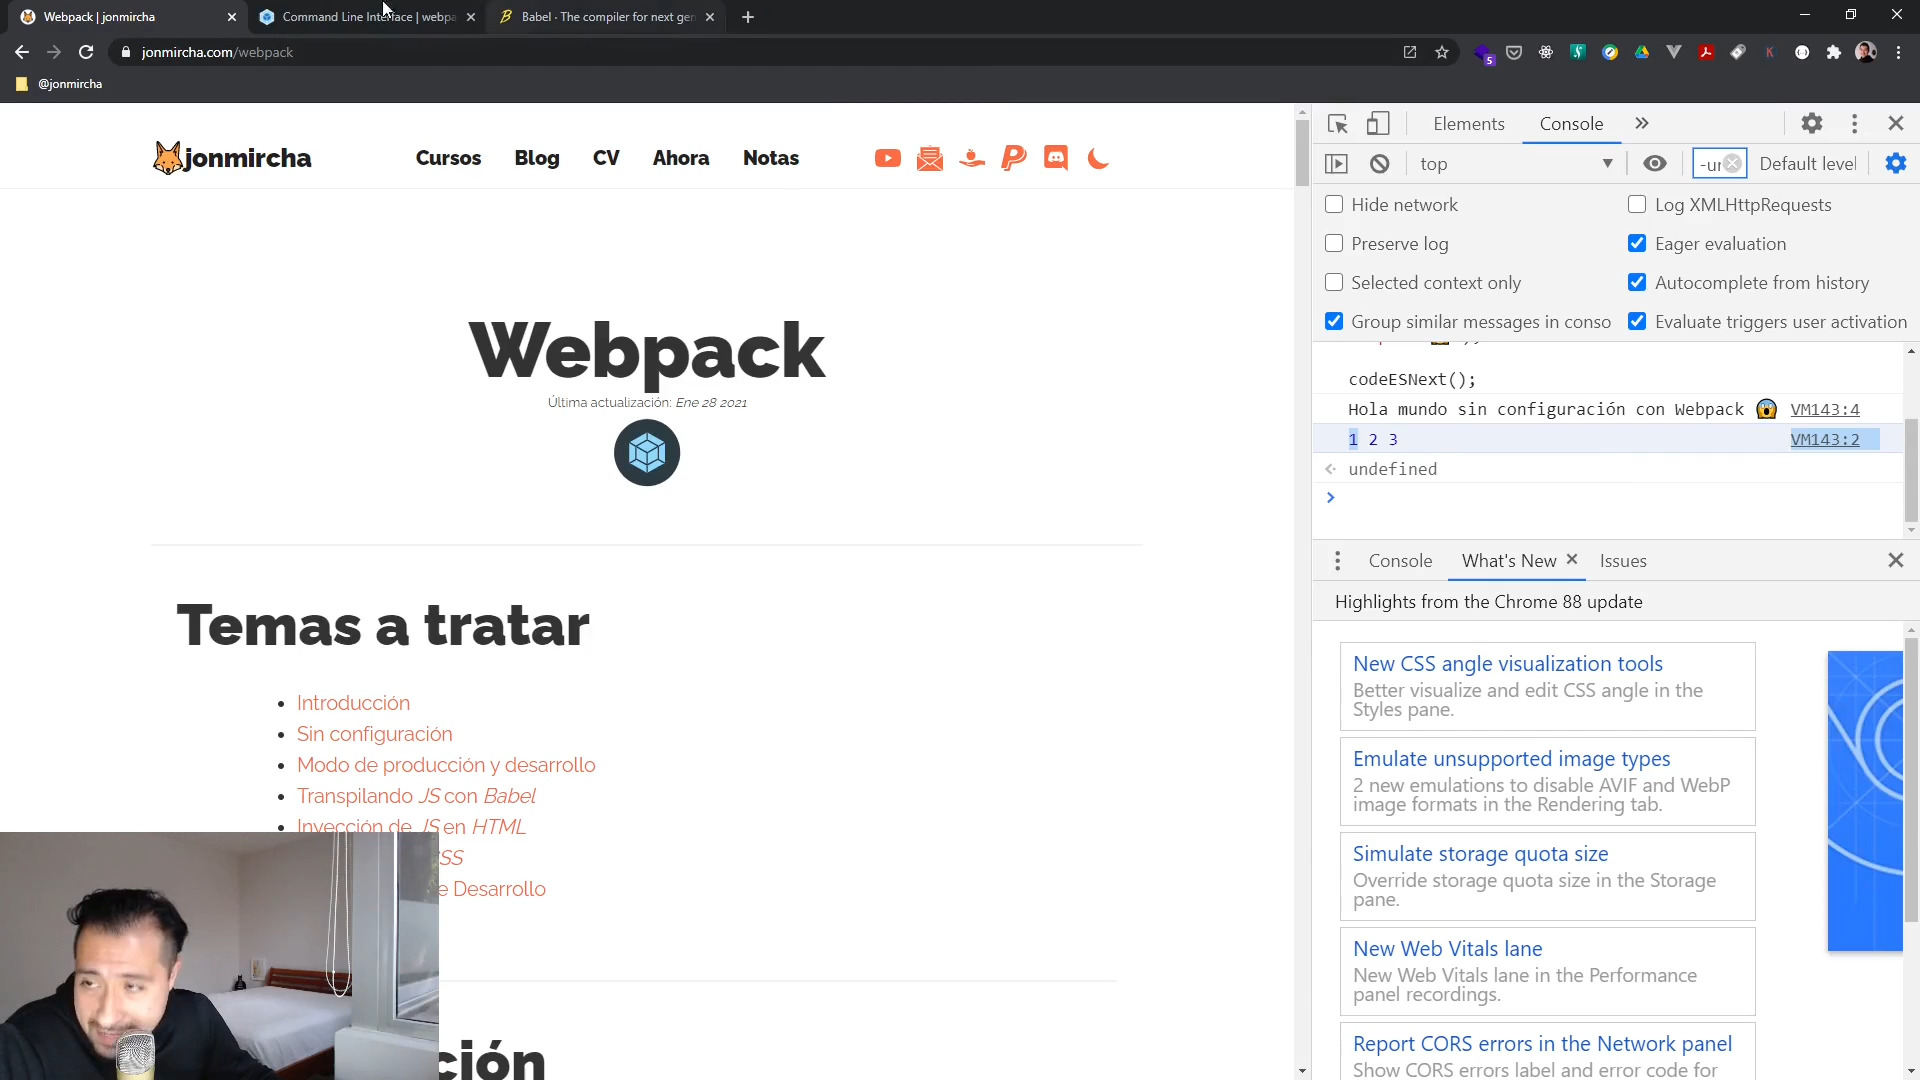 Webpack | jonmircha
Command Line Interface | webpa
Babel · The compiler for next gen
jonmircha.com/webpack
5
@jonmircha
jonmircha
Cursos
Blog
CV
Ahora
Notas
Webpack
Última actualización: Ene 28 2021
Temas a tratar
Introducción
Sin configuración
Modo de producción y desarrollo
Transpilando JS con Babel
Inyección de JS en HTML
SS
e Desarrollo
ción
Elements
Console
top
-ur
Default level
Hide network
Log XMLHttpRequests
Preserve log
Eager evaluation
Selected context only
Autocomplete from history
Group similar messages in conso
Evaluate triggers user activation
codeESNext();
Hola mundo sin configuración con Webpack 😱 VM143:4
1 2 3 VM143:2
undefined
Console
What's New
Issues
Highlights from the Chrome 88 update
New CSS angle visualization tools
Better visualize and edit CSS angle in the
Styles pane.
Emulate unsupported image types
2 new emulations to disable AVIF and WebP
image formats in the Rendering tab.
Simulate storage quota size
Override storage quota size in the Storage
pane.
New Web Vitals lane
New Web Vitals lane in the Performance
panel recordings.
Report CORS errors in the Network panel
Show CORS errors label and error code for